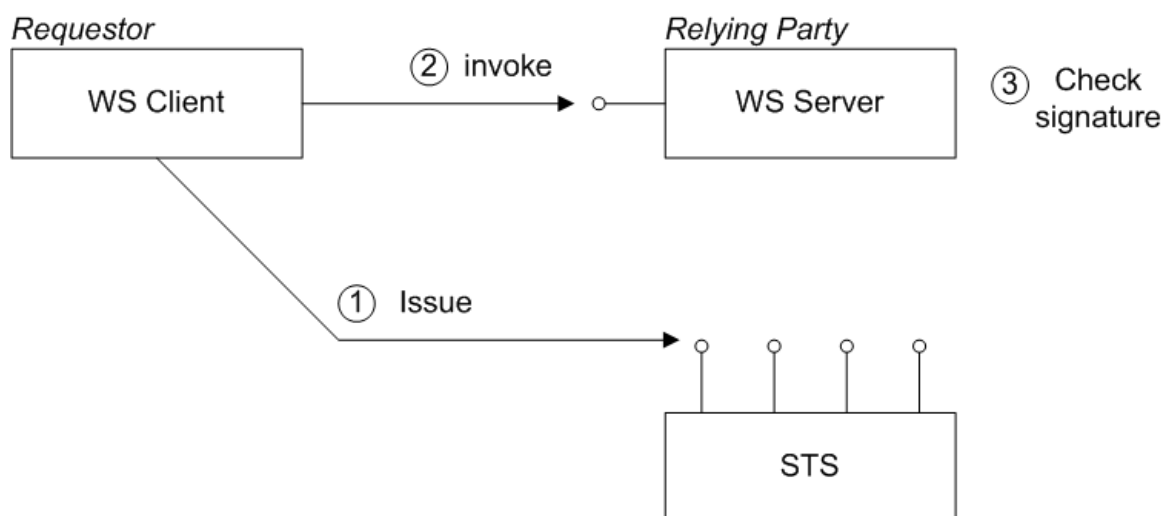 Requestor
Relying Party
WS Client
2 invoke
WS Server
3 Check
signature
1 Issue
STS